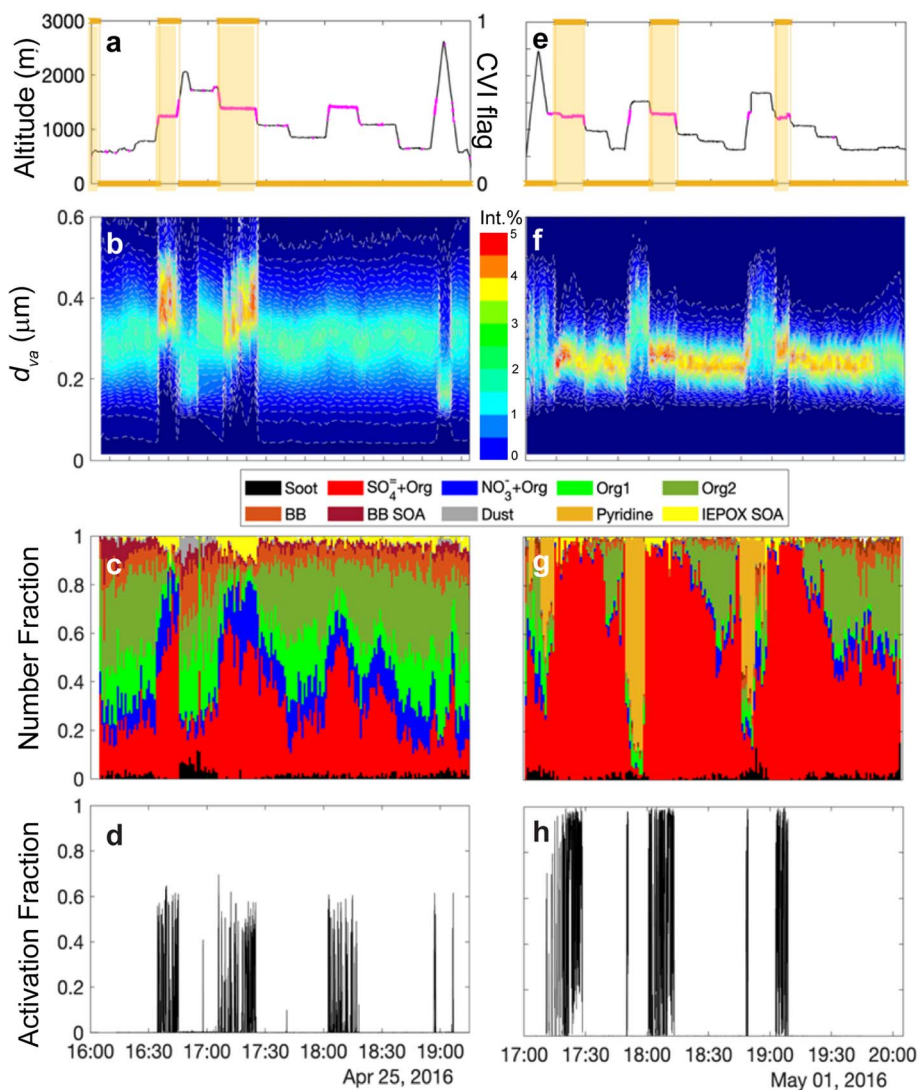 a
3000
2000
1000
0
Altitude (m)
1
0
CVI flag
e
b
0.6
0.4
0.2
0
dva (μm)
Int.%
5
4
3
2
1
0
f
Soot SO4=+Org NO3-+Org Org1 Org2
BB BB SOA Dust Pyridine IEPOX SOA
c
1
0.8
0.6
0.4
0.2
0
Number Fraction
g
d
1
0.8
0.6
0.4
0.2
0
Activation Fraction
h
16:00 16:30 17:00 17:30 18:00 18:30 19:00
Apr 25, 2016
17:00 17:30 18:00 18:30 19:00 19:30 20:00
May 01, 2016